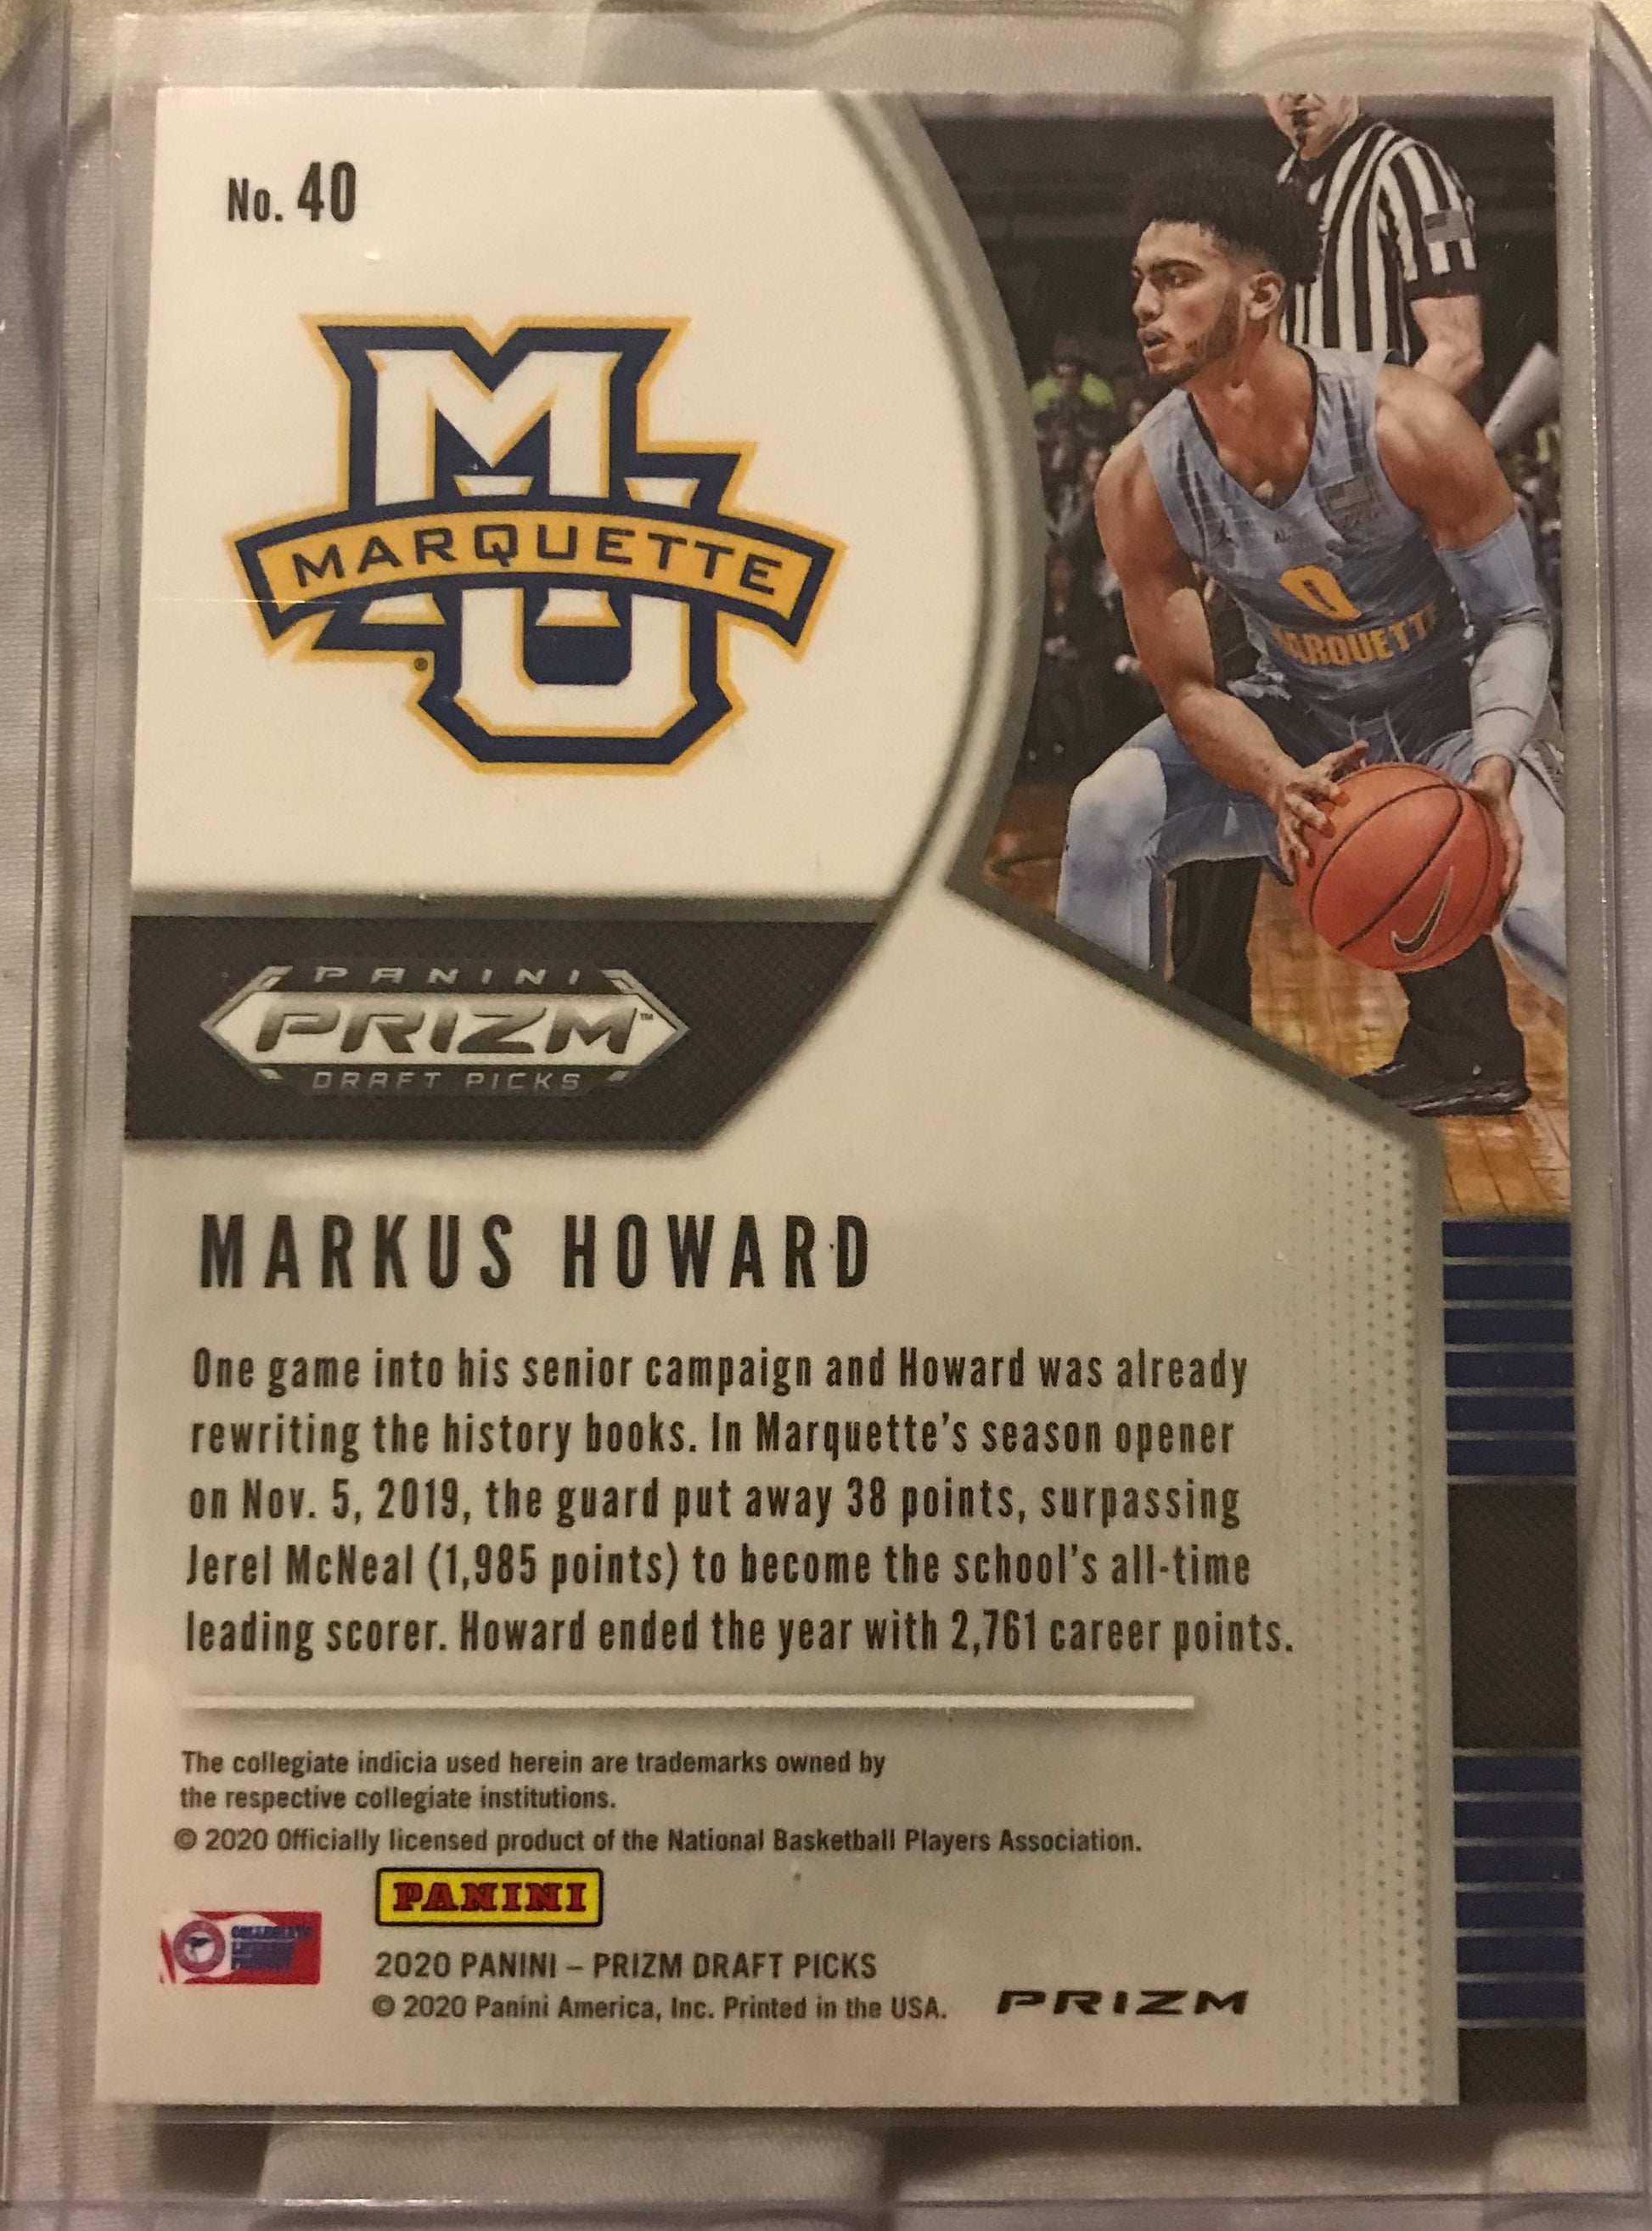 No. 40
MU
MARQUETTE
®
0
MARQUETTE
PANINI
PRIZM™
DRAFT PICKS
MARKUS HOWARD
One game into his senior campaign and Howard was already
rewriting the history books. In Marquette's season opener
on Nov. 5, 2019, the guard put away 38 points, surpassing
Jerel McNeal (1,985 points) to become the school's all-time
leading scorer. Howard ended the year with 2,761 career points.
The collegiate indicia used herein are trademarks owned by
the respective collegiate institutions.
© 2020 Officially licensed product of the National Basketball Players Association.
PANINI
2020 PANINI – PRIZM DRAFT PICKS
© 2020 Panini America, Inc. Printed in the USA.
PRIZM